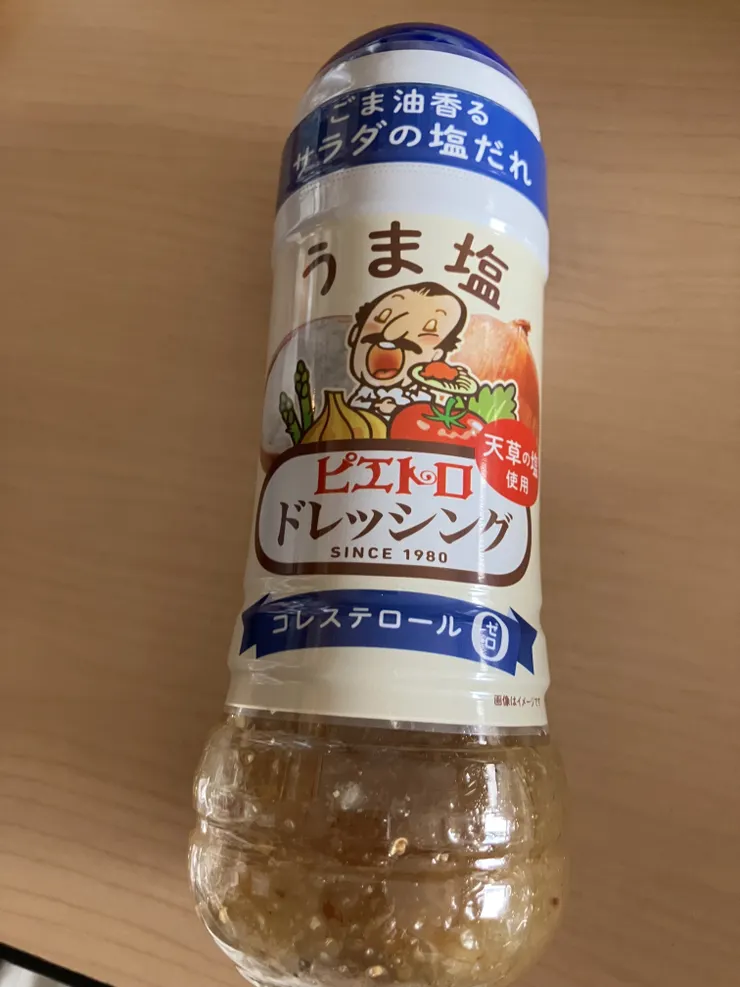 ごま油香る
サラダの塩だれ
うま塩
天草の塩
使用
ピエトロ
ドレッシング
SINCE 1980
コレステロール 0
ゼロ
画像はイメージです